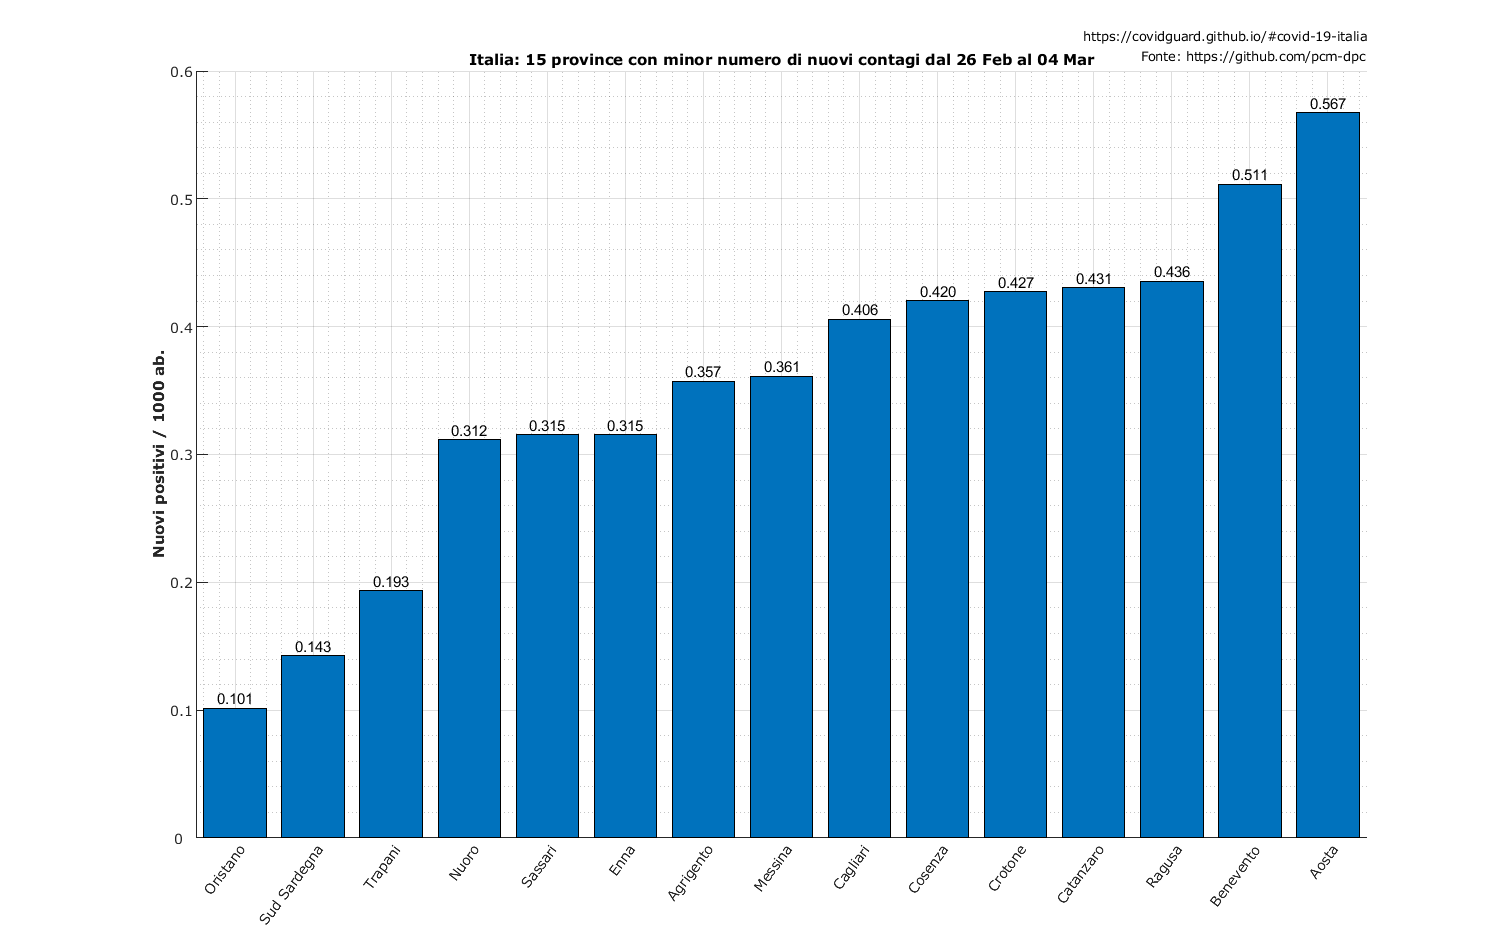 https://covidguard.github.io/#covid-19-italia
Fonte: https://github.com/pcm-dpc
Italia: 15 province con minor numero di nuovi contagi dal 26 Feb al 04 Mar
Nuovi positivi / 1000 ab.
0.6
0.5
0.4
0.3
0.2
0.1
0
0.101
0.143
0.193
0.312
0.315
0.315
0.357
0.361
0.406
0.420
0.427
0.431
0.436
0.511
0.567
Oristano
Sud Sardegna
Trapani
Nuoro
Sassari
Enna
Agrigento
Messina
Cagliari
Cosenza
Crotone
Catanzaro
Ragusa
Benevento
Aosta